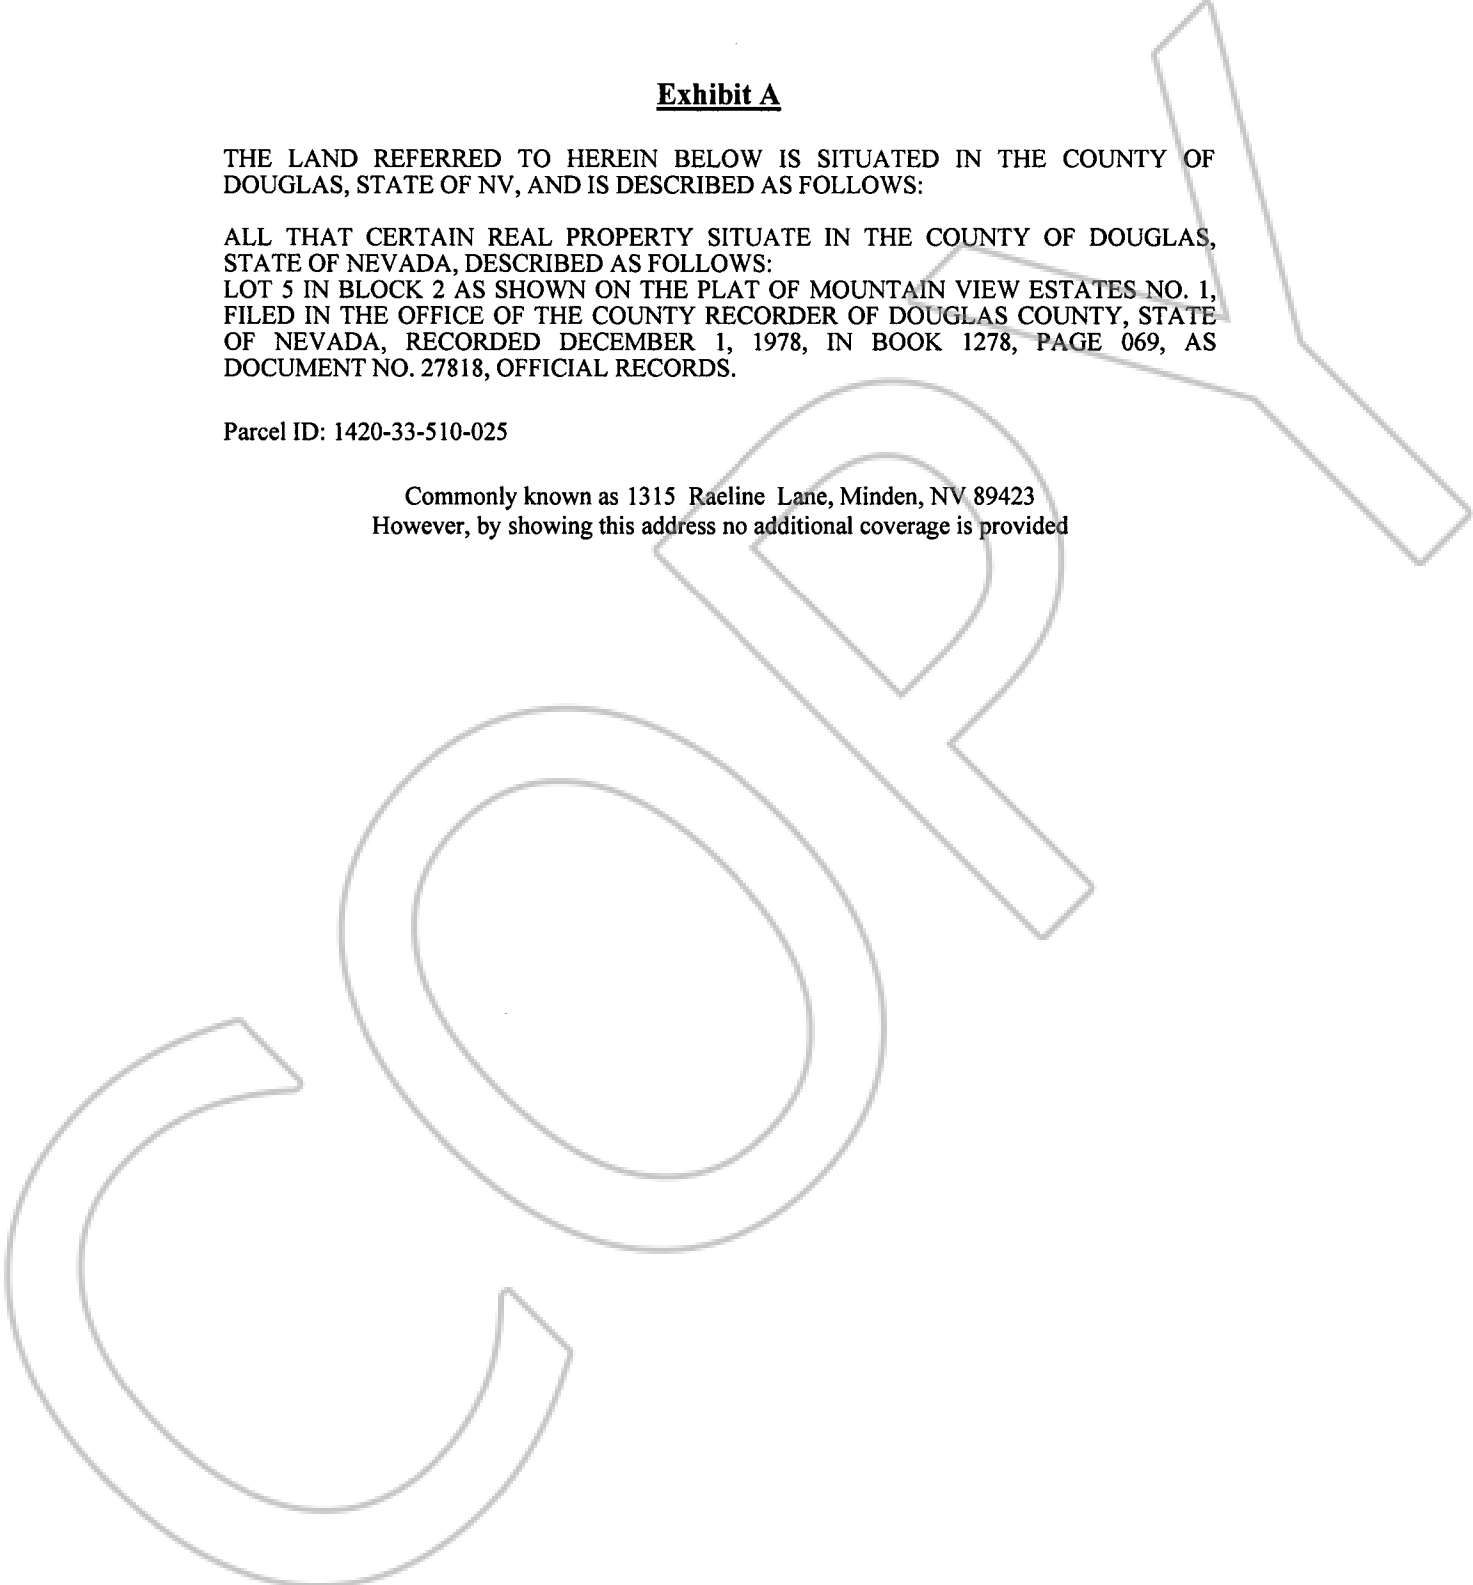 Exhibit A
THE LAND REFERRED TO HEREIN BELOW IS SITUATED IN THE COUNTY OF
DOUGLAS, STATE OF NV, AND IS DESCRIBED AS FOLLOWS:
ALL THAT CERTAIN REAL PROPERTY SITUATE IN THE COUNTY OF DOUGLAS,
STATE OF NEVADA, DESCRIBED AS FOLLOWS:
LOT 5 IN BLOCK 2 AS SHOWN ON THE PLAT OF MOUNTAIN VIEW ESTATES NO. 1,
FILED IN THE OFFICE OF THE COUNTY RECORDER OF DOUGLAS COUNTY, STATE
OF NEVADA, RECORDED DECEMBER 1, 1978, IN BOOK 1278, PAGE 069, AS
DOCUMENT NO. 27818, OFFICIAL RECORDS.
Parcel ID: 1420-33-510-025
Commonly known as 1315 Raeline Lane, Minden, NV 89423
However, by showing this address no additional coverage is provided
COPY